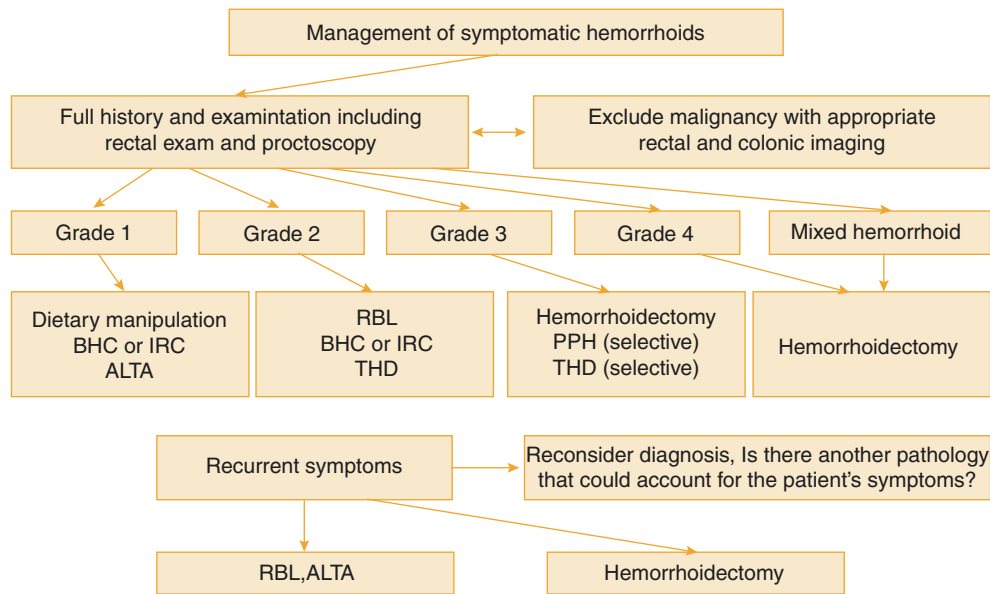 Management of symptomatic hemorrhoids
Full history and examintation including
rectal exam and proctoscopy
Exclude malignancy with appropriate
rectal and colonic imaging
Grade 1
Grade 2
Grade 3
Grade 4
Mixed hemorrhoid
Dietary manipulation
BHC or IRC
ALTA
RBL
BHC or IRC
THD
Hemorrhoidectomy
PPH (selective)
THD (selective)
Hemorrhoidectomy
Recurrent symptoms
Reconsider diagnosis, Is there another pathology
that could account for the patient’s symptoms?
RBL,ALTA
Hemorrhoidectomy